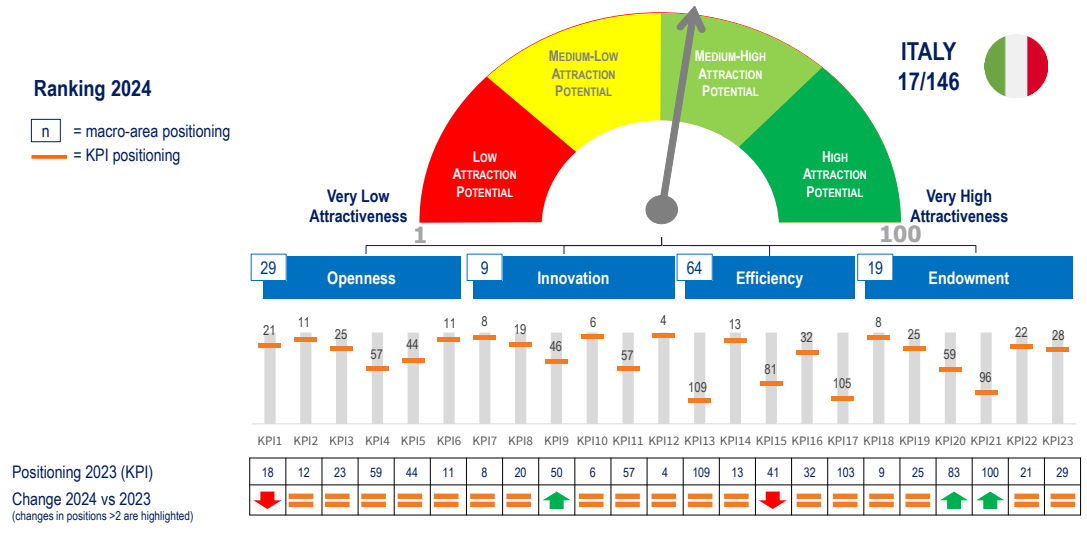 Ranking 2024
n = macro-area positioning
= KPI positioning
MEDIUM-LOW
ATTRACTION
POTENTIAL
MEDIUM-HIGH
ATTRACTION
POTENTIAL
ITALY
17/146
LOW
ATTRACTION
POTENTIAL
HIGH
ATTRACTION
POTENTIAL
Very Low
Attractiveness
Very High
Attractiveness
1
100
29 Openness
9 Innovation
64 Efficiency
19 Endowment
21 11 25 57 44 11 8 19 46 6 57 4 109 13 81 32 105 8 25 59 96 22 28
KPI1 KPI2 KPI3 KPI4 KPI5 KPI6 KPI7 KPI8 KPI9 KPI10 KPI11 KPI12 KPI13 KPI14 KPI15 KPI16 KPI17 KPI18 KPI19 KPI20 KPI21 KPI22 KPI23
Positioning 2023 (KPI) 18 12 23 59 44 11 8 20 50 6 57 4 109 13 41 32 103 9 25 83 100 21 29
Change 2024 vs 2023
(changes in positions >2 are highlighted)